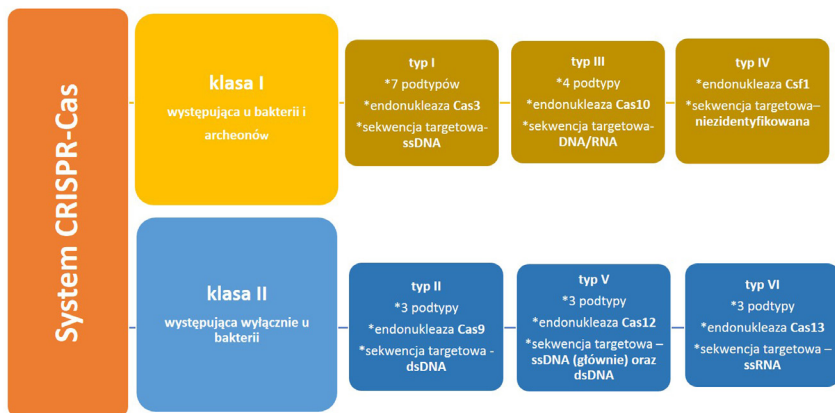 System CRISPR-Cas
klasa I
występująca u bakterii i
archeonów
typ I
*7 podtypów
*endonukleaza Cas3
*sekwencja targetowa-
ssDNA
typ III
*4 podtypy
*endonukleaza Cas10
*sekwencja targetowa-
DNA/RNA
typ IV
*endonukleaza Csf1
*sekwencja targetowa–
niezidentyfikowana
klasa II
występująca wyłącznie u
bakterii
typ II
*3 podtypy
*endonukleaza Cas9
*sekwencja targetowa -
dsDNA
typ V
*3 podtypy
*endonukleaza Cas12
*sekwencja targetowa –
ssDNA (głównie) oraz
dsDNA
typ VI
*3 podtypy
*endonukleaza Cas13
*sekwencja targetowa –
ssRNA